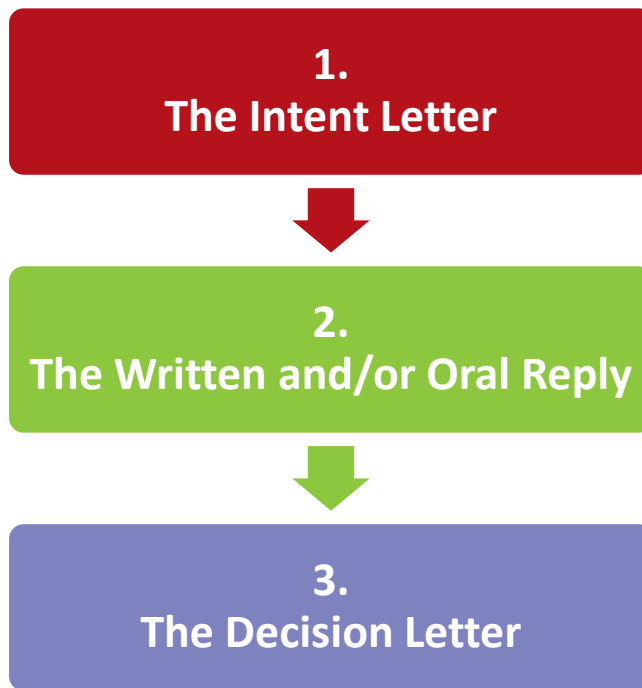 1.
The Intent Letter
2.
The Written and/or Oral Reply
3.
The Decision Letter